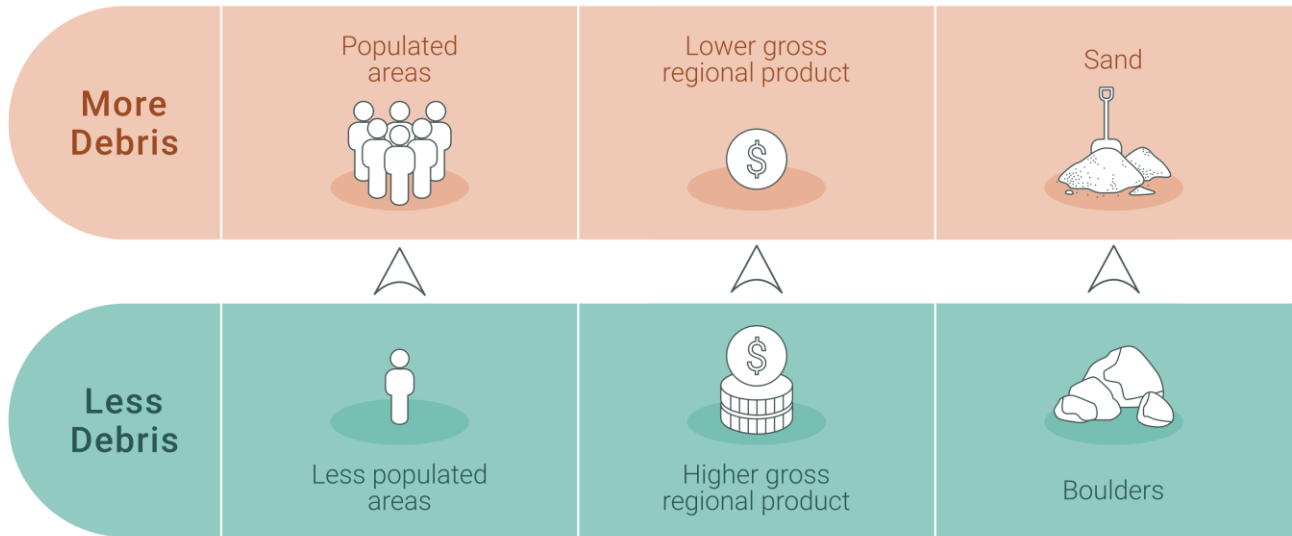 More
Debris
Populated
areas
Lower gross
regional product
$
Sand
Less
Debris
$
Less populated
areas
Higher gross
regional product
Boulders